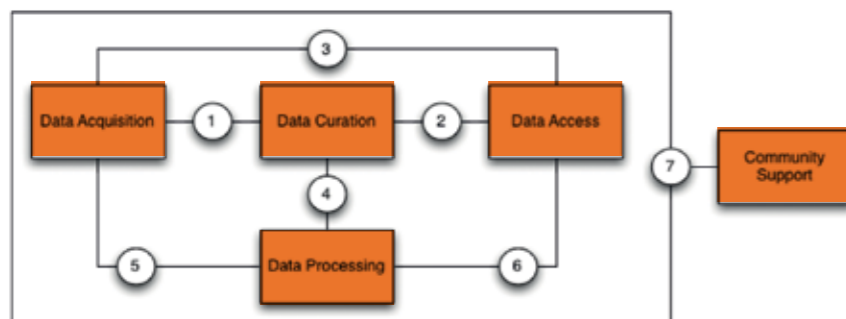 3
Data Acquisition
1
Data Curation
2
Data Access
7
Community
Support
4
5
Data Processing
6